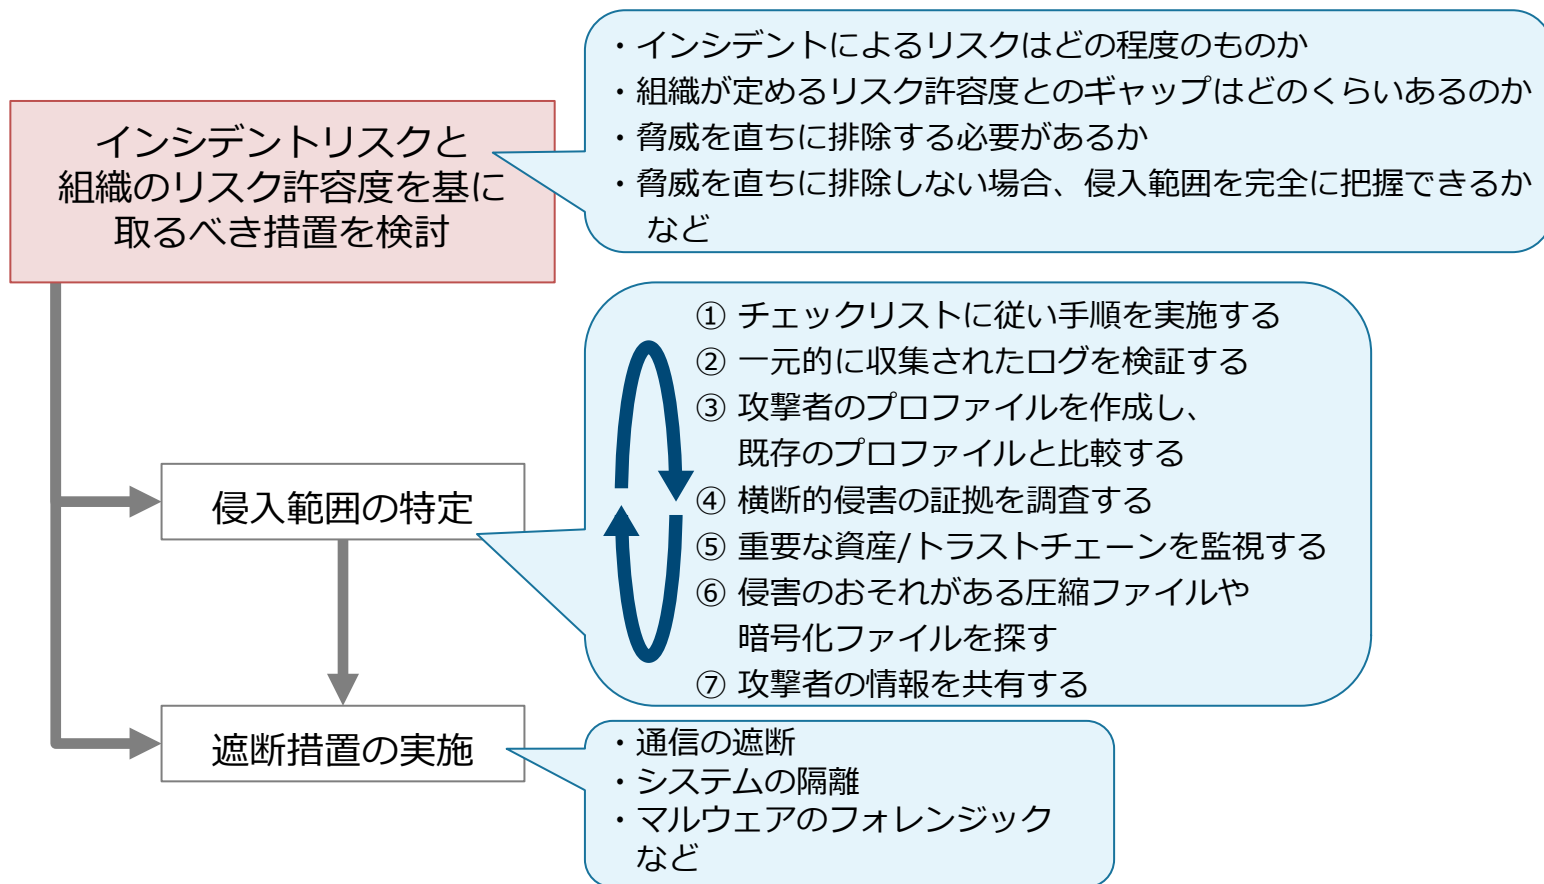 ・インシデントによるリスクはどの程度のものか
・組織が定めるリスク許容度とのギャップはどのくらいあるのか
・脅威を直ちに排除する必要があるか
・脅威を直ちに排除しない場合、侵入範囲を完全に把握できるか
など
インシデントリスクと
組織のリスク許容度を基に
取るべき措置を検討
① チェックリストに従い手順を実施する
② 一元的に収集されたログを検証する
③ 攻撃者のプロファイルを作成し、
既存のプロファイルと比較する
④ 横断的侵害の証拠を調査する
⑤ 重要な資産/トラストチェーンを監視する
⑥ 侵害のおそれがある圧縮ファイルや
暗号化ファイルを探す
⑦ 攻撃者の情報を共有する
侵入範囲の特定
遮断措置の実施
・通信の遮断
・システムの隔離
・マルウェアのフォレンジック
など